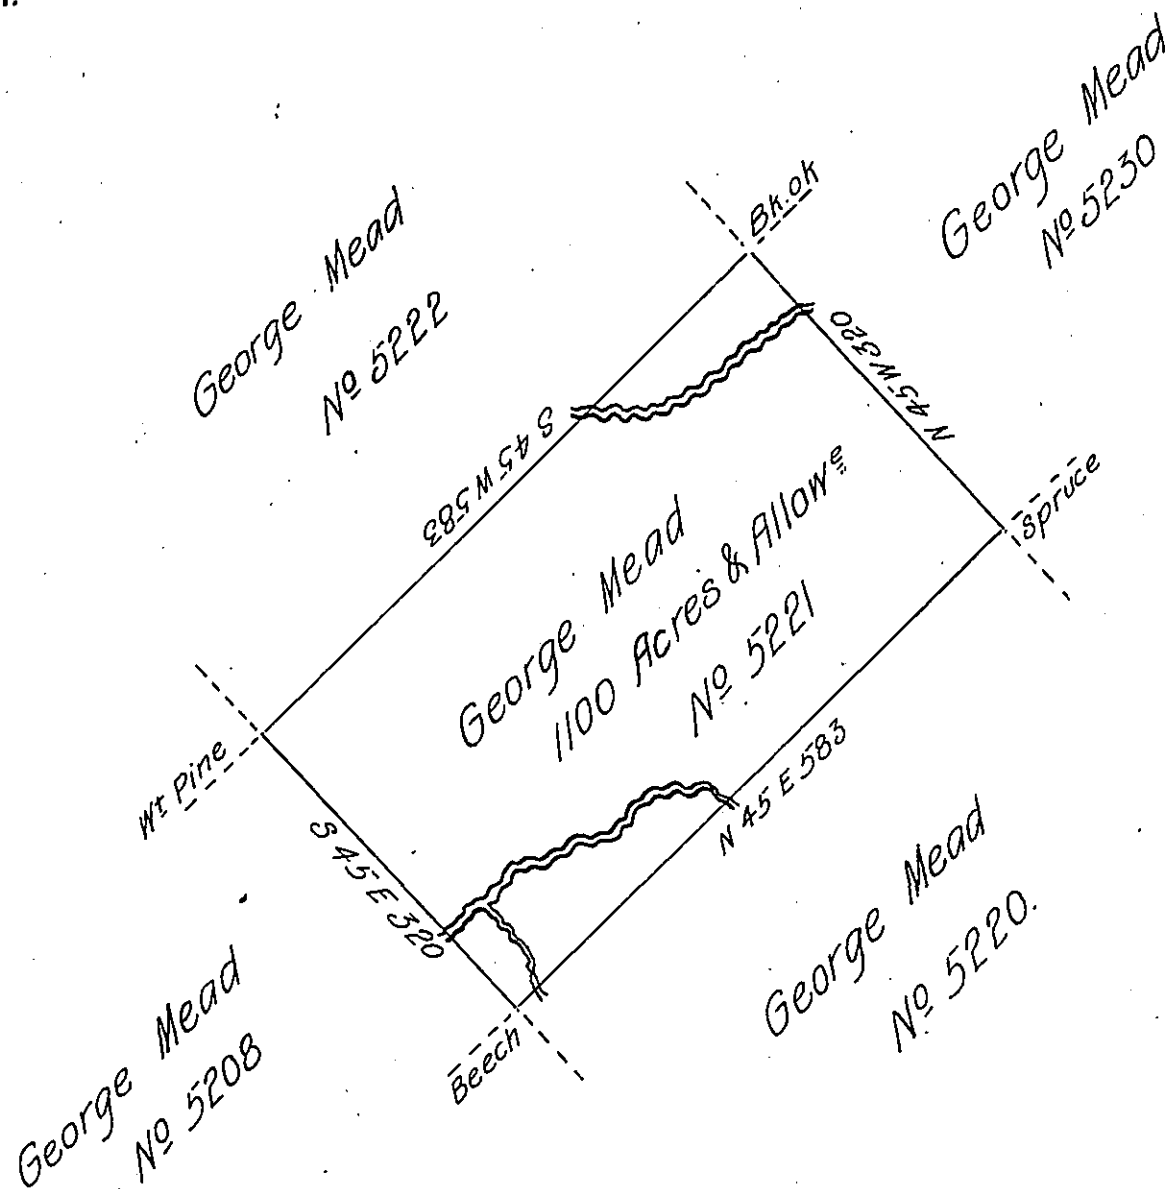 George Mead
Nº 5230
Bk.ok
George Mead
Nº 5222
N 45 W 320
S 45 W 583
Spruce
George Mead
1100 Acres & Allowᵉ
Nº 5221
Wt Pine
N 45 E 583
S 45 E 320
George Mead
Nº 5220.
George Mead
Nº 5208
Beech